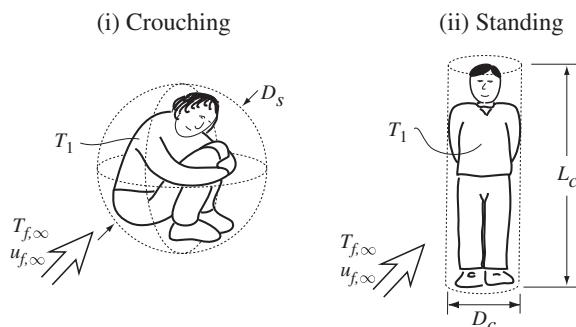 (i) Crouching
(ii) Standing
D_s
T_1
T_{f,∞}
u_{f,∞}
T_1
L_c
T_{f,∞}
u_{f,∞}
D_c